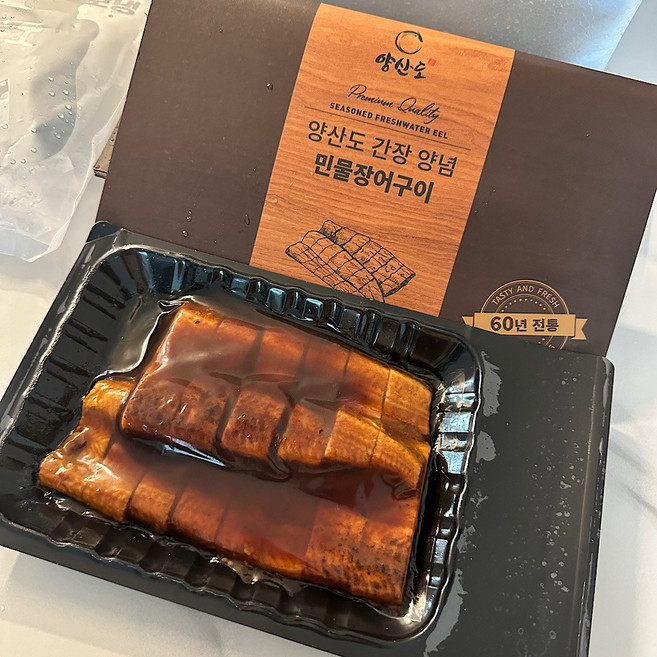 양산도
Premium Quality
SEASONED FRESHWATER EEL
양산도 간장 양념
민물장어구이
TASTY AND FRESH
60년 전통